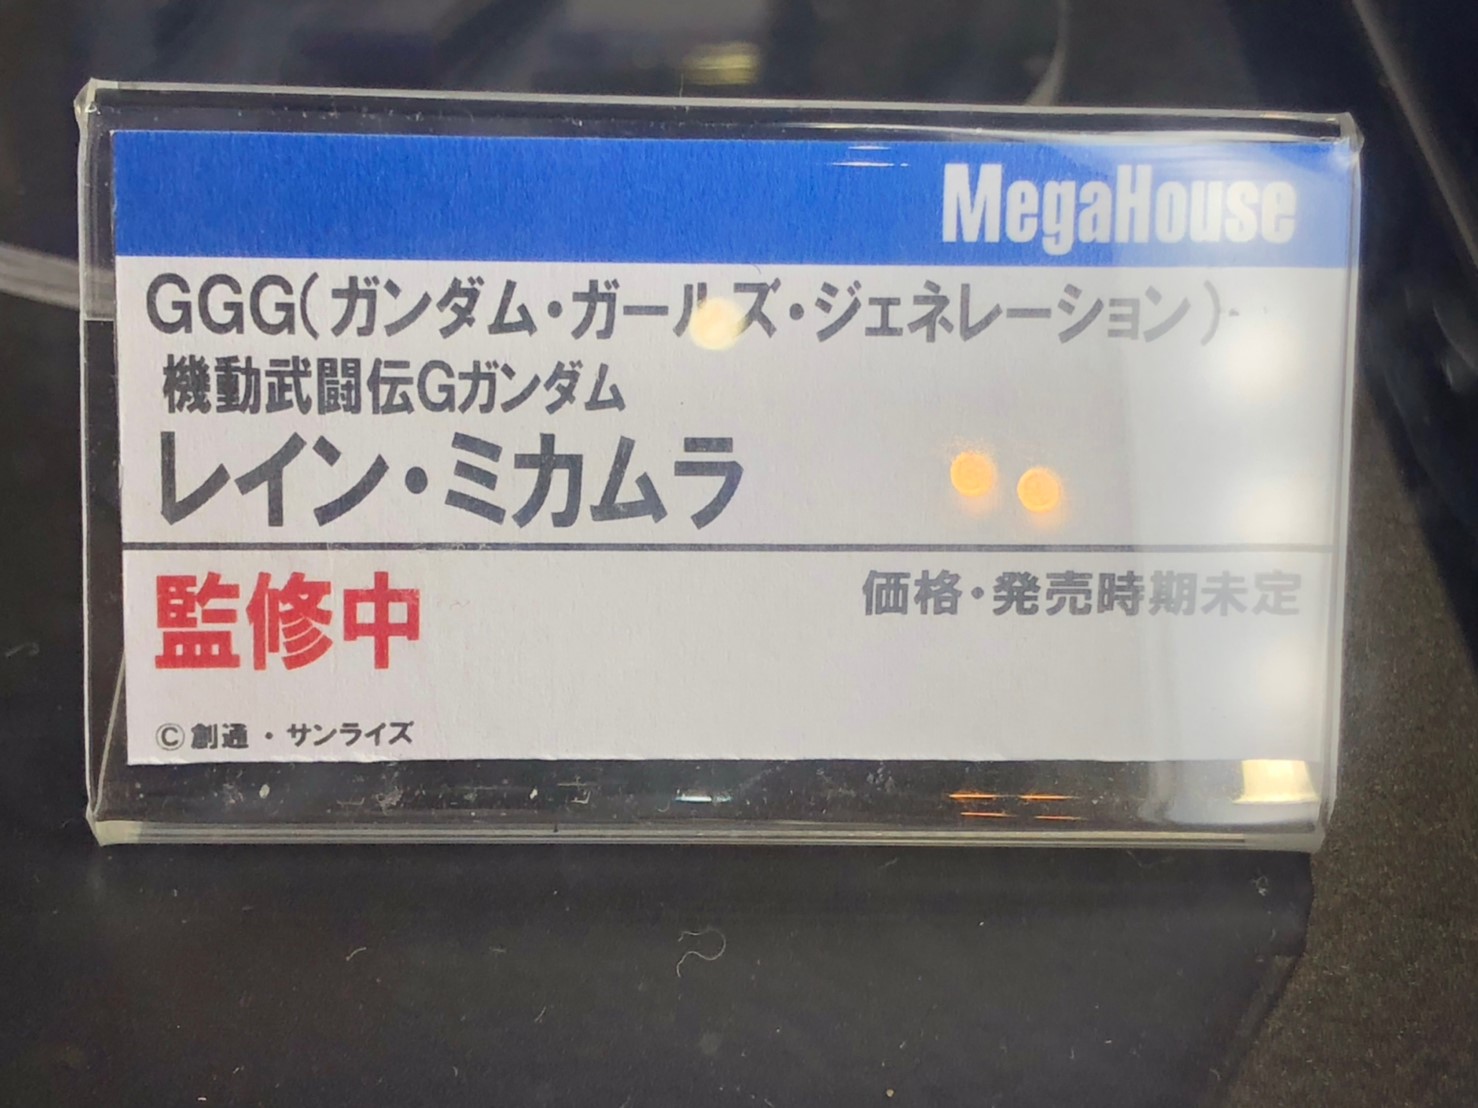 MegaHouse
GGG(ガンダム・ガールズ・ジェネレーション)
機動武闘伝Gガンダム
レイン・ミカムラ
監修中
価格・発売時期未定
©創通・サンライズ